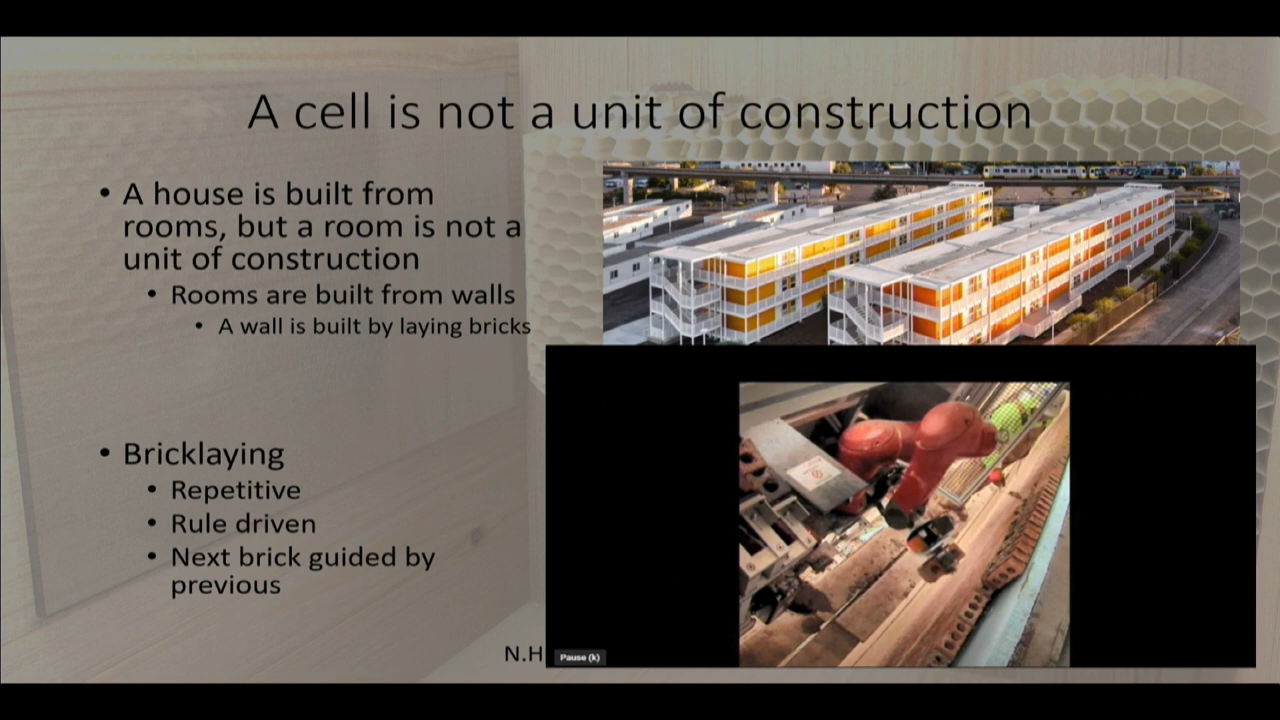 A cell is not a unit of construction
• A house is built from
rooms, but a room is not a
unit of construction
• Rooms are built from walls
• A wall is built by laying bricks
• Bricklaying
• Repetitive
• Rule driven
• Next brick guided by
previous
N.H
Pause (k)